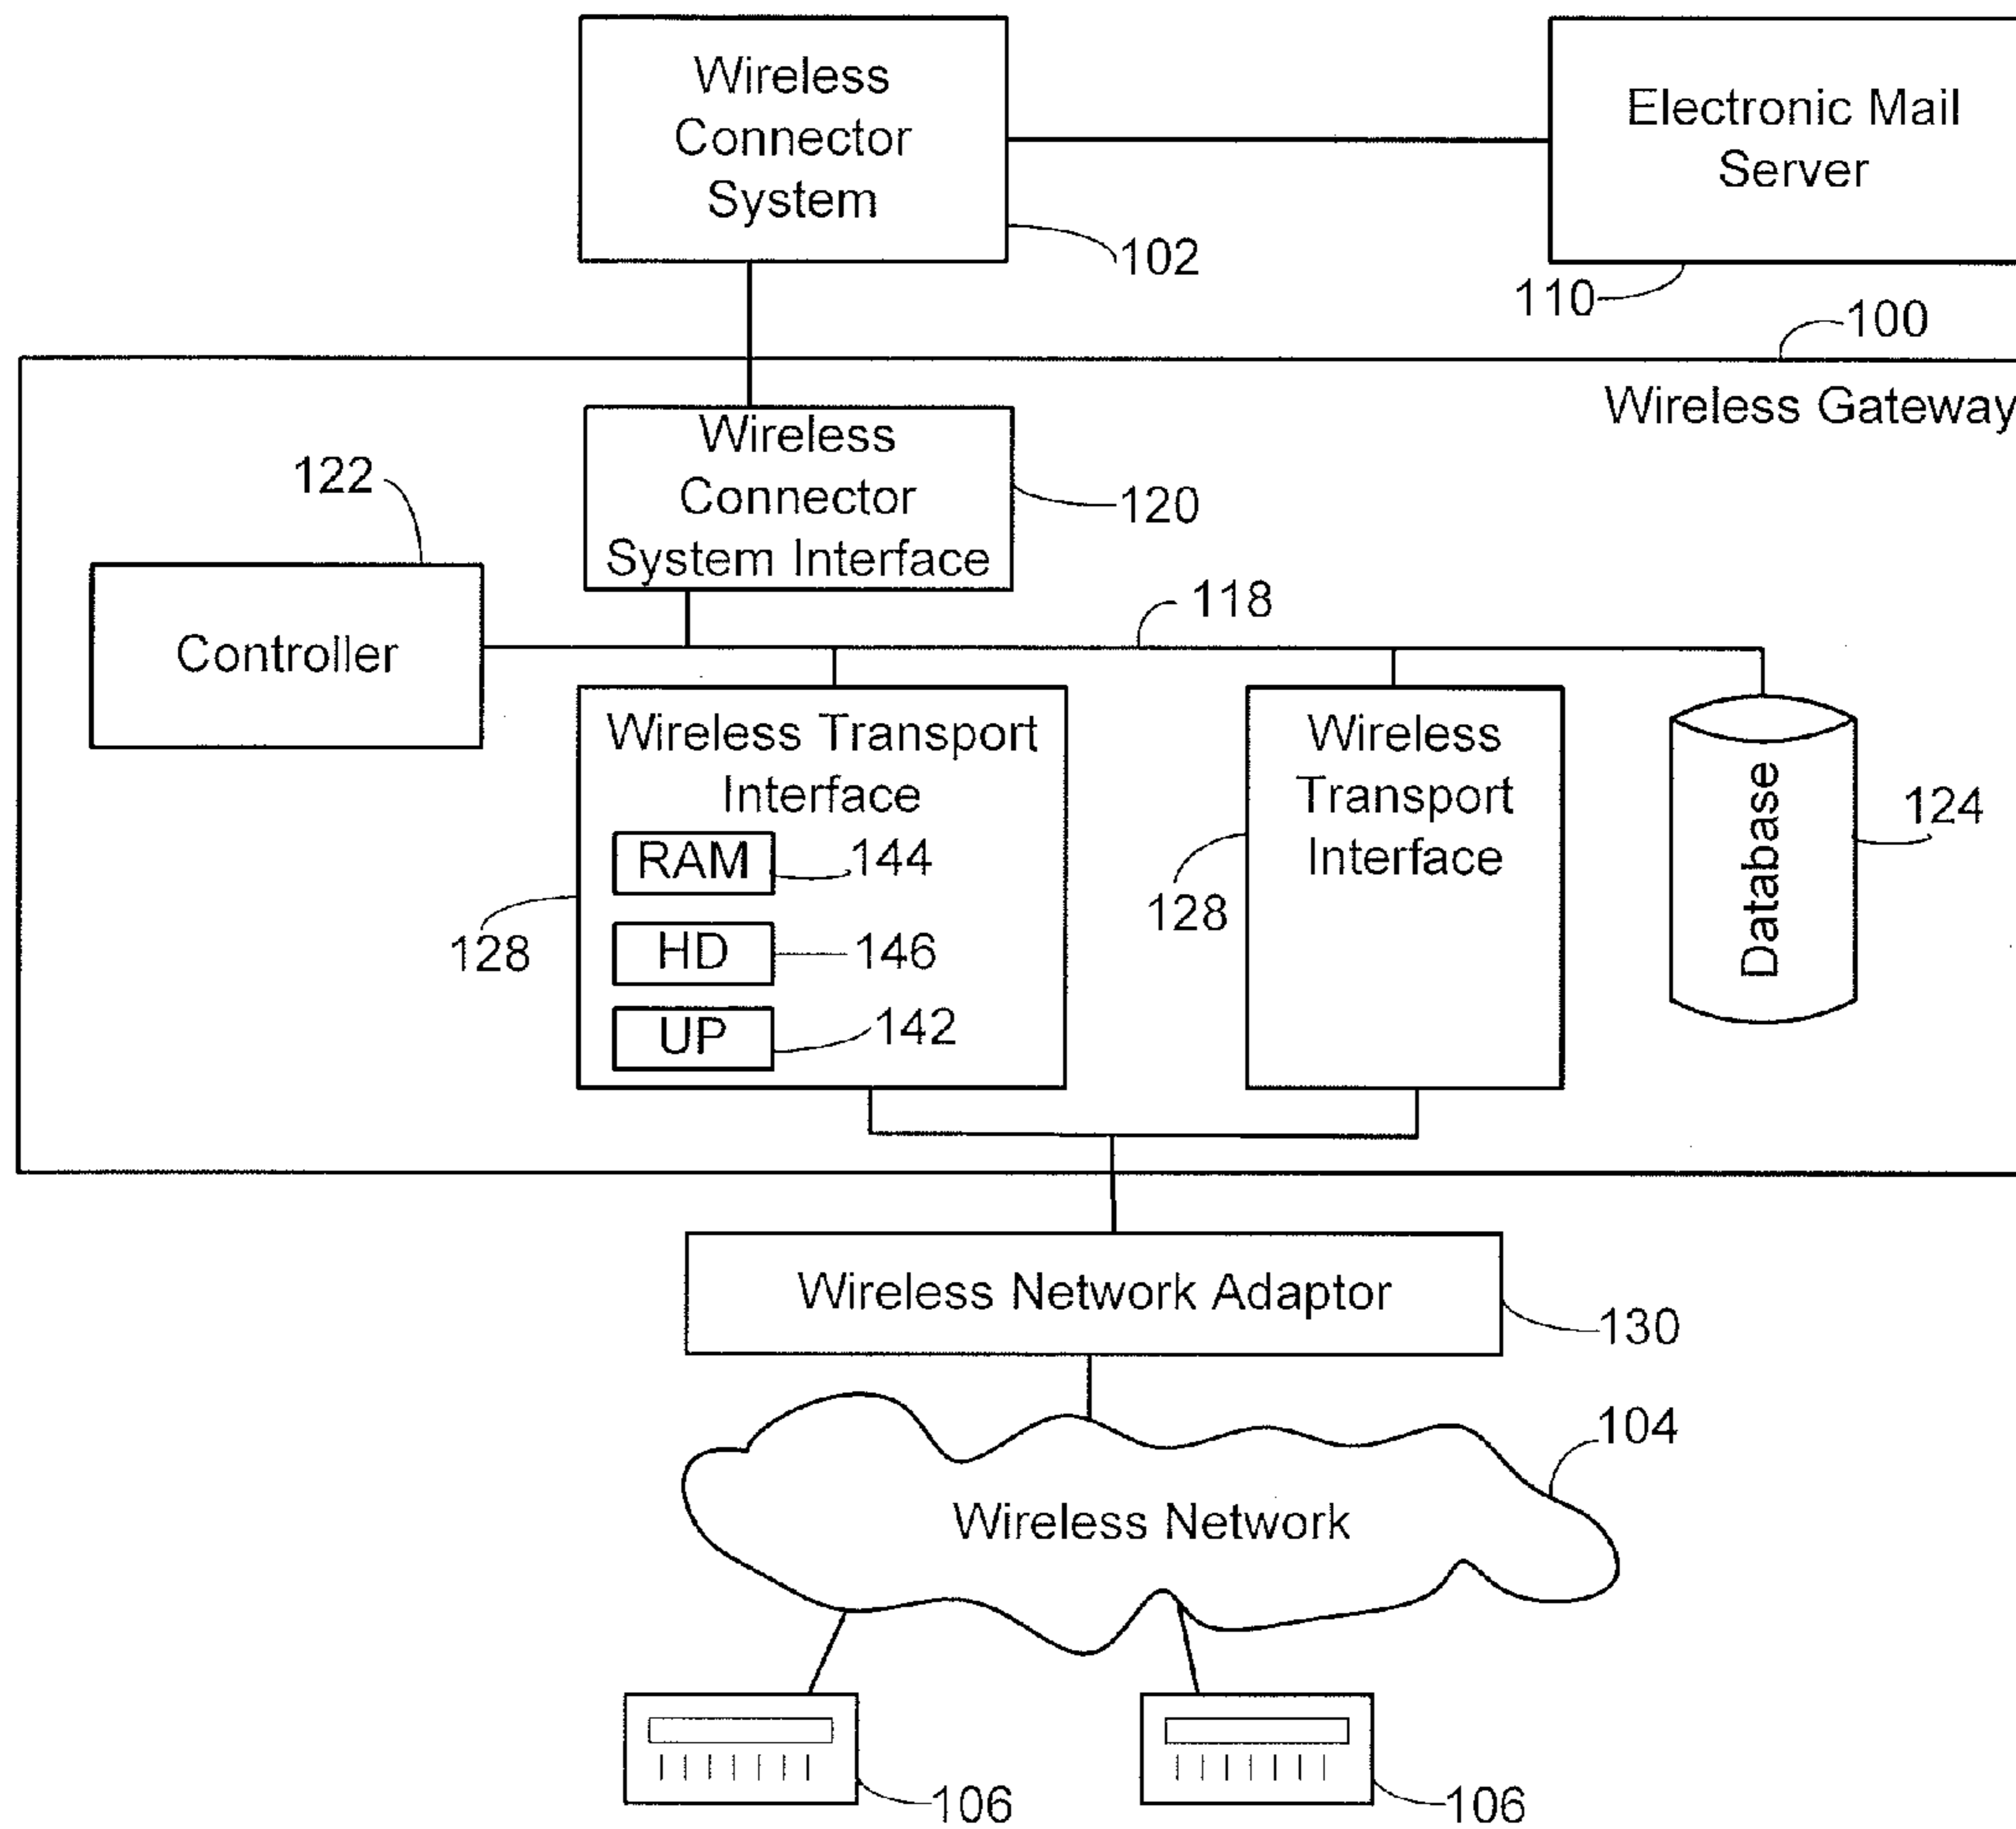 Wireless
Connector
System
Electronic Mail
Server
102
110
100
Wireless Gateway
Wireless
Connector
System Interface
120
122
Controller
118
Wireless Transport
Interface
RAM
144
HD
146
UP
142
128
Wireless
Transport
Interface
128
Database
124
Wireless Network Adaptor
130
104
Wireless Network
106
106